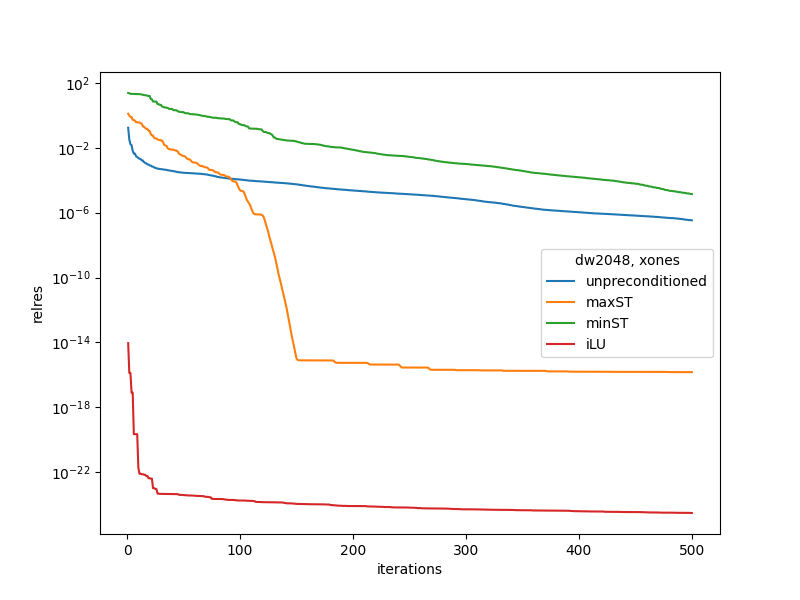 10^2
10^-2
10^-6
10^-10
10^-14
10^-18
10^-22
relres
dw2048, xones
unpreconditioned
maxST
minST
iLU
0 100 200 300 400 500
iterations